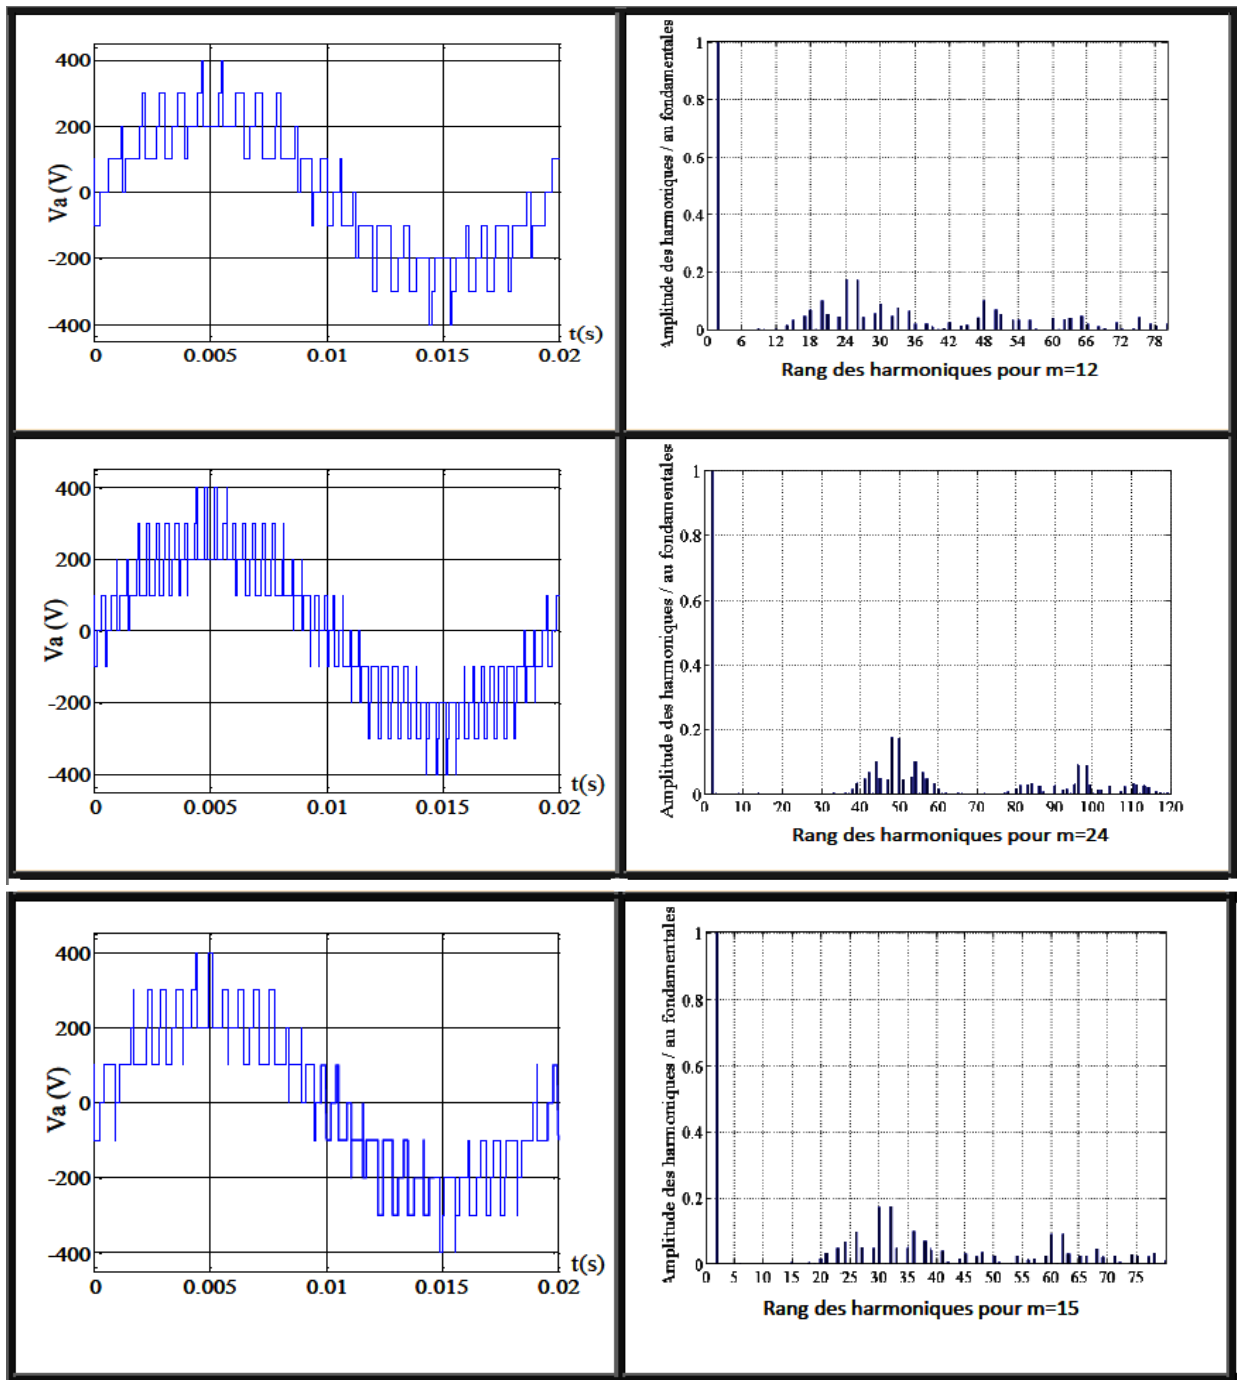 400
200
0
-200
-400
Va (V)
0 0.005 0.01 0.015 0.02
t(s)
1
0.8
0.6
0.4
0.2
0
Amplitude des harmoniques / au fondamentales
0 6 12 18 24 30 36 42 48 54 60 66 72 78
Rang des harmoniques pour m=12
400
200
0
-200
-400
Va (V)
0 0.005 0.01 0.015 0.02
t(s)
1
0.8
0.6
0.4
0.2
0
Amplitude des harmoniques / au fondamentales
0 10 20 30 40 50 60 70 80 90 100 110 120
Rang des harmoniques pour m=24
400
200
0
-200
-400
Va (V)
0 0.005 0.01 0.015 0.02
t(s)
1
0.8
0.6
0.4
0.2
0
Amplitude des harmoniques / au fondamentales
0 5 10 15 20 25 30 35 40 45 50 55 60 65 70 75
Rang des harmoniques pour m=15